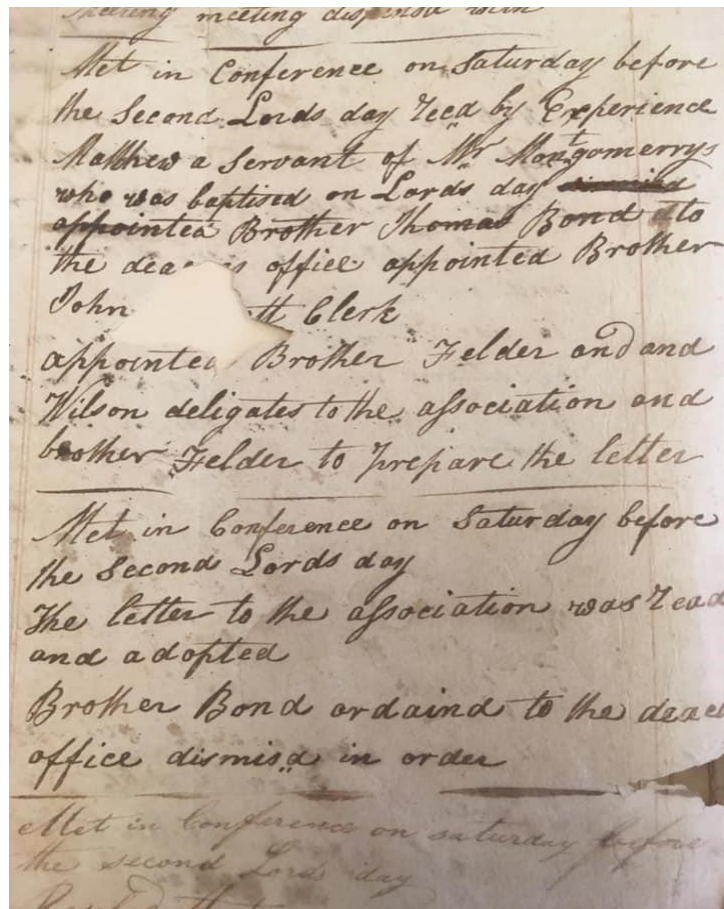 meeting dispensd with
Met in Conference on Saturday before
the Second Lords day Recd by Experience
Matthew a Servant of Mr Montgomerrys
who was baptised on Lords day
appointed Brother Thomas Bond to
the office appointed Brother
John tt Clerk
appointed Brother Felder and and
Wilson deligates to the association and
brother Felder to prepare the letter
Met in Conference on Saturday before
the Second Lords day
The letter to the association was read
and adopted
Brother Bond ordaind to the deac
office dismisd in order
Met in Conference on saturday before
the second Lords day